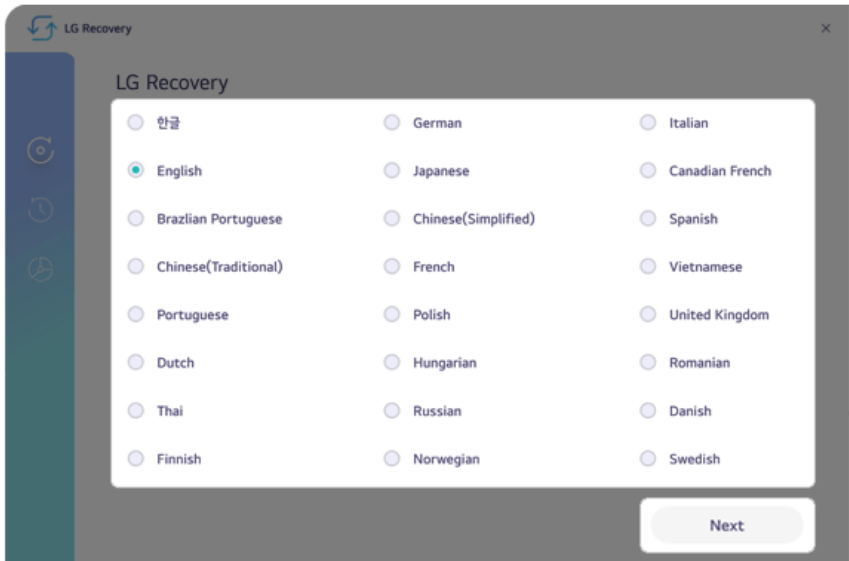 LG Recovery
LG Recovery
한글 German Italian
English Japanese Canadian French
Brazlian Portuguese Chinese(Simplified) Spanish
Chinese(Traditional) French Vietnamese
Portuguese Polish United Kingdom
Dutch Hungarian Romanian
Thai Russian Danish
Finnish Norwegian Swedish
Next